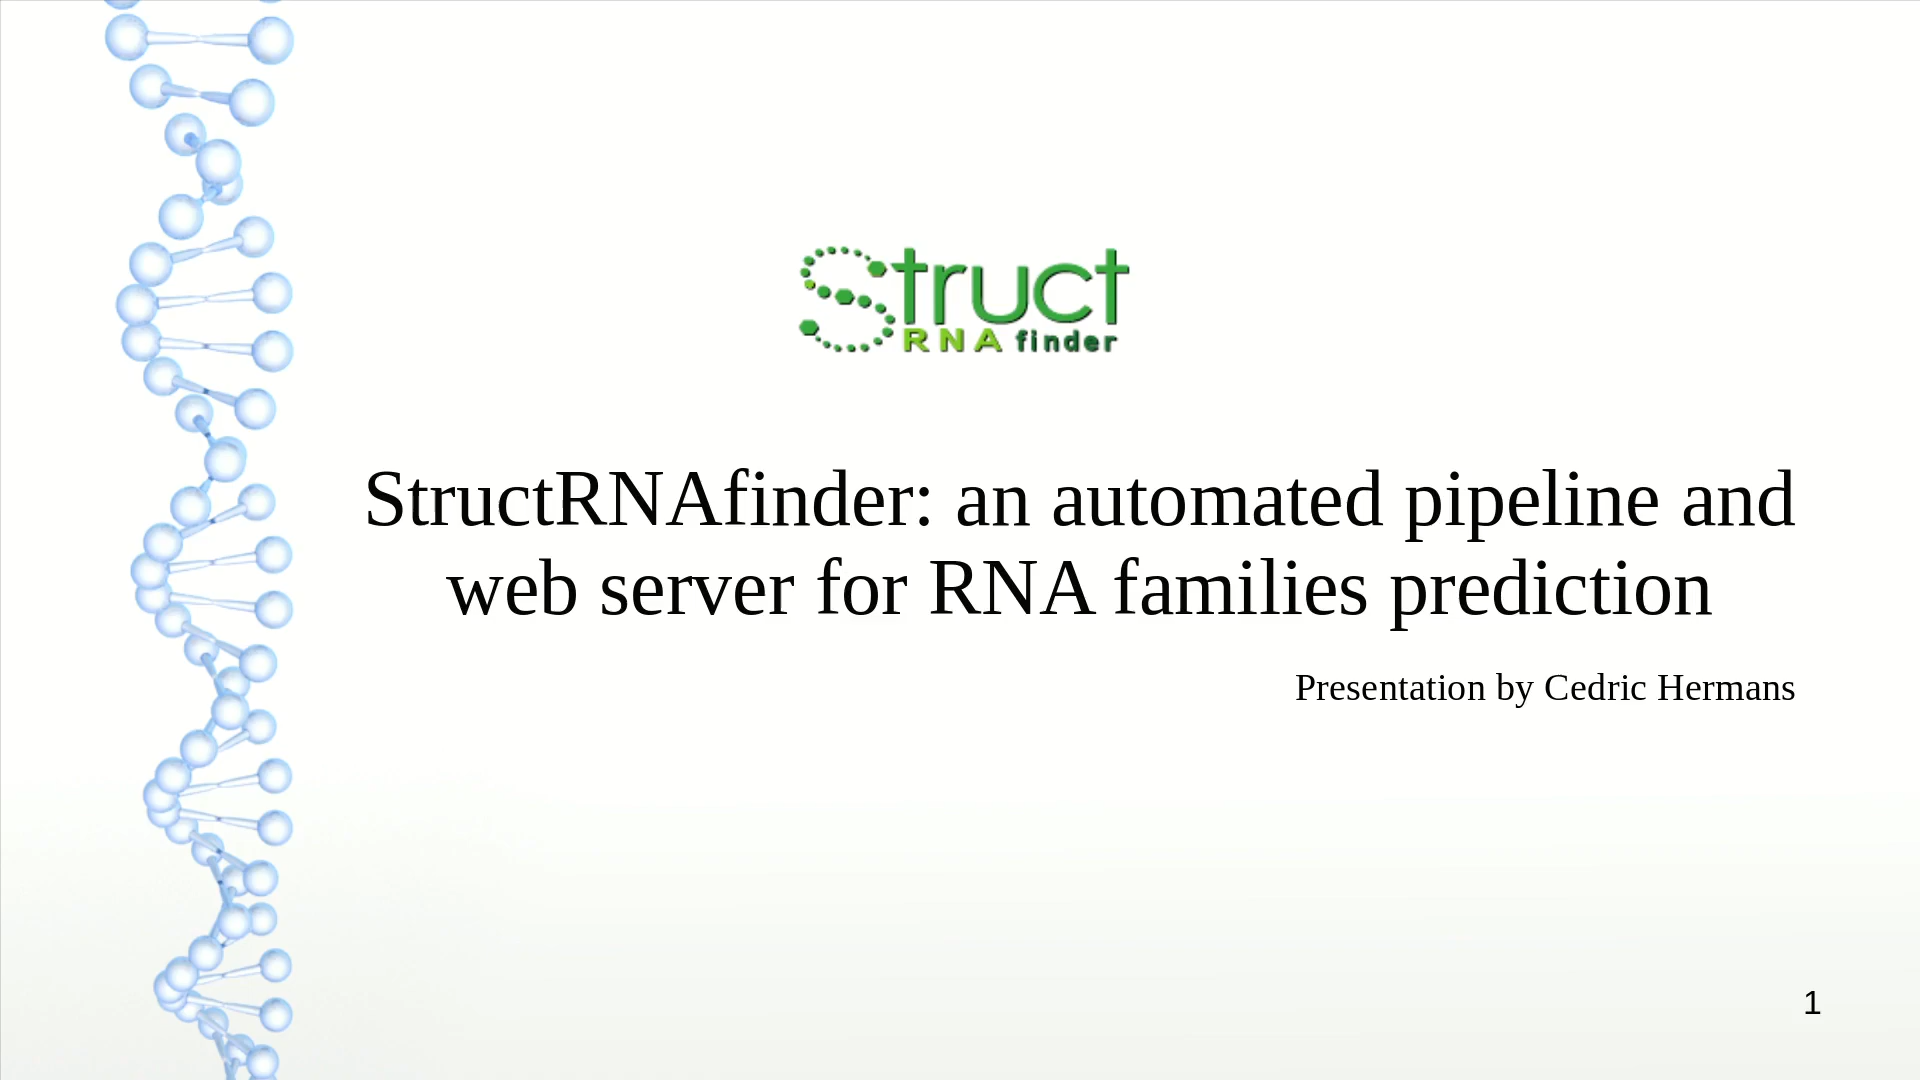 Struct
RNA finder
StructRNAfinder: an automated pipeline and
web server for RNA families prediction
Presentation by Cedric Hermans
1